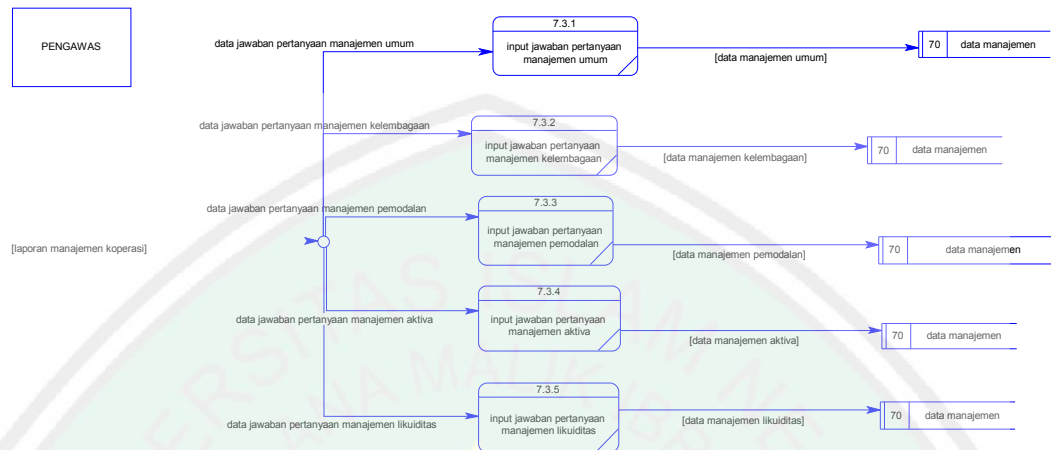 PENGAWAS
data jawaban pertanyaan manajemen umum
7.3.1
input jawaban pertanyaan
manajemen umum
[data manajemen umum]
70 data manajemen
data jawaban pertanyaan manajemen kelembagaan
7.3.2
input jawaban pertanyaan
manajemen kelembagaan
[data manajemen kelembagaan]
70 data manajemen
data jawaban pertanyaan manajemen pemodalan
7.3.3
input jawaban pertanyaan
manajemen pemodalan
[data manajemen pemodalan]
70 data manajemen
[laporan manajemen koperasi]
7.3.4
input jawaban pertanyaan
manajemen aktiva
data jawaban pertanyaan manajemen aktiva
[data manajemen aktiva]
70 data manajemen
7.3.5
input jawaban pertanyaan
manajemen likuiditas
data jawaban pertanyaan manajemen likuiditas
[data manajemen likuiditas]
70 data manajemen